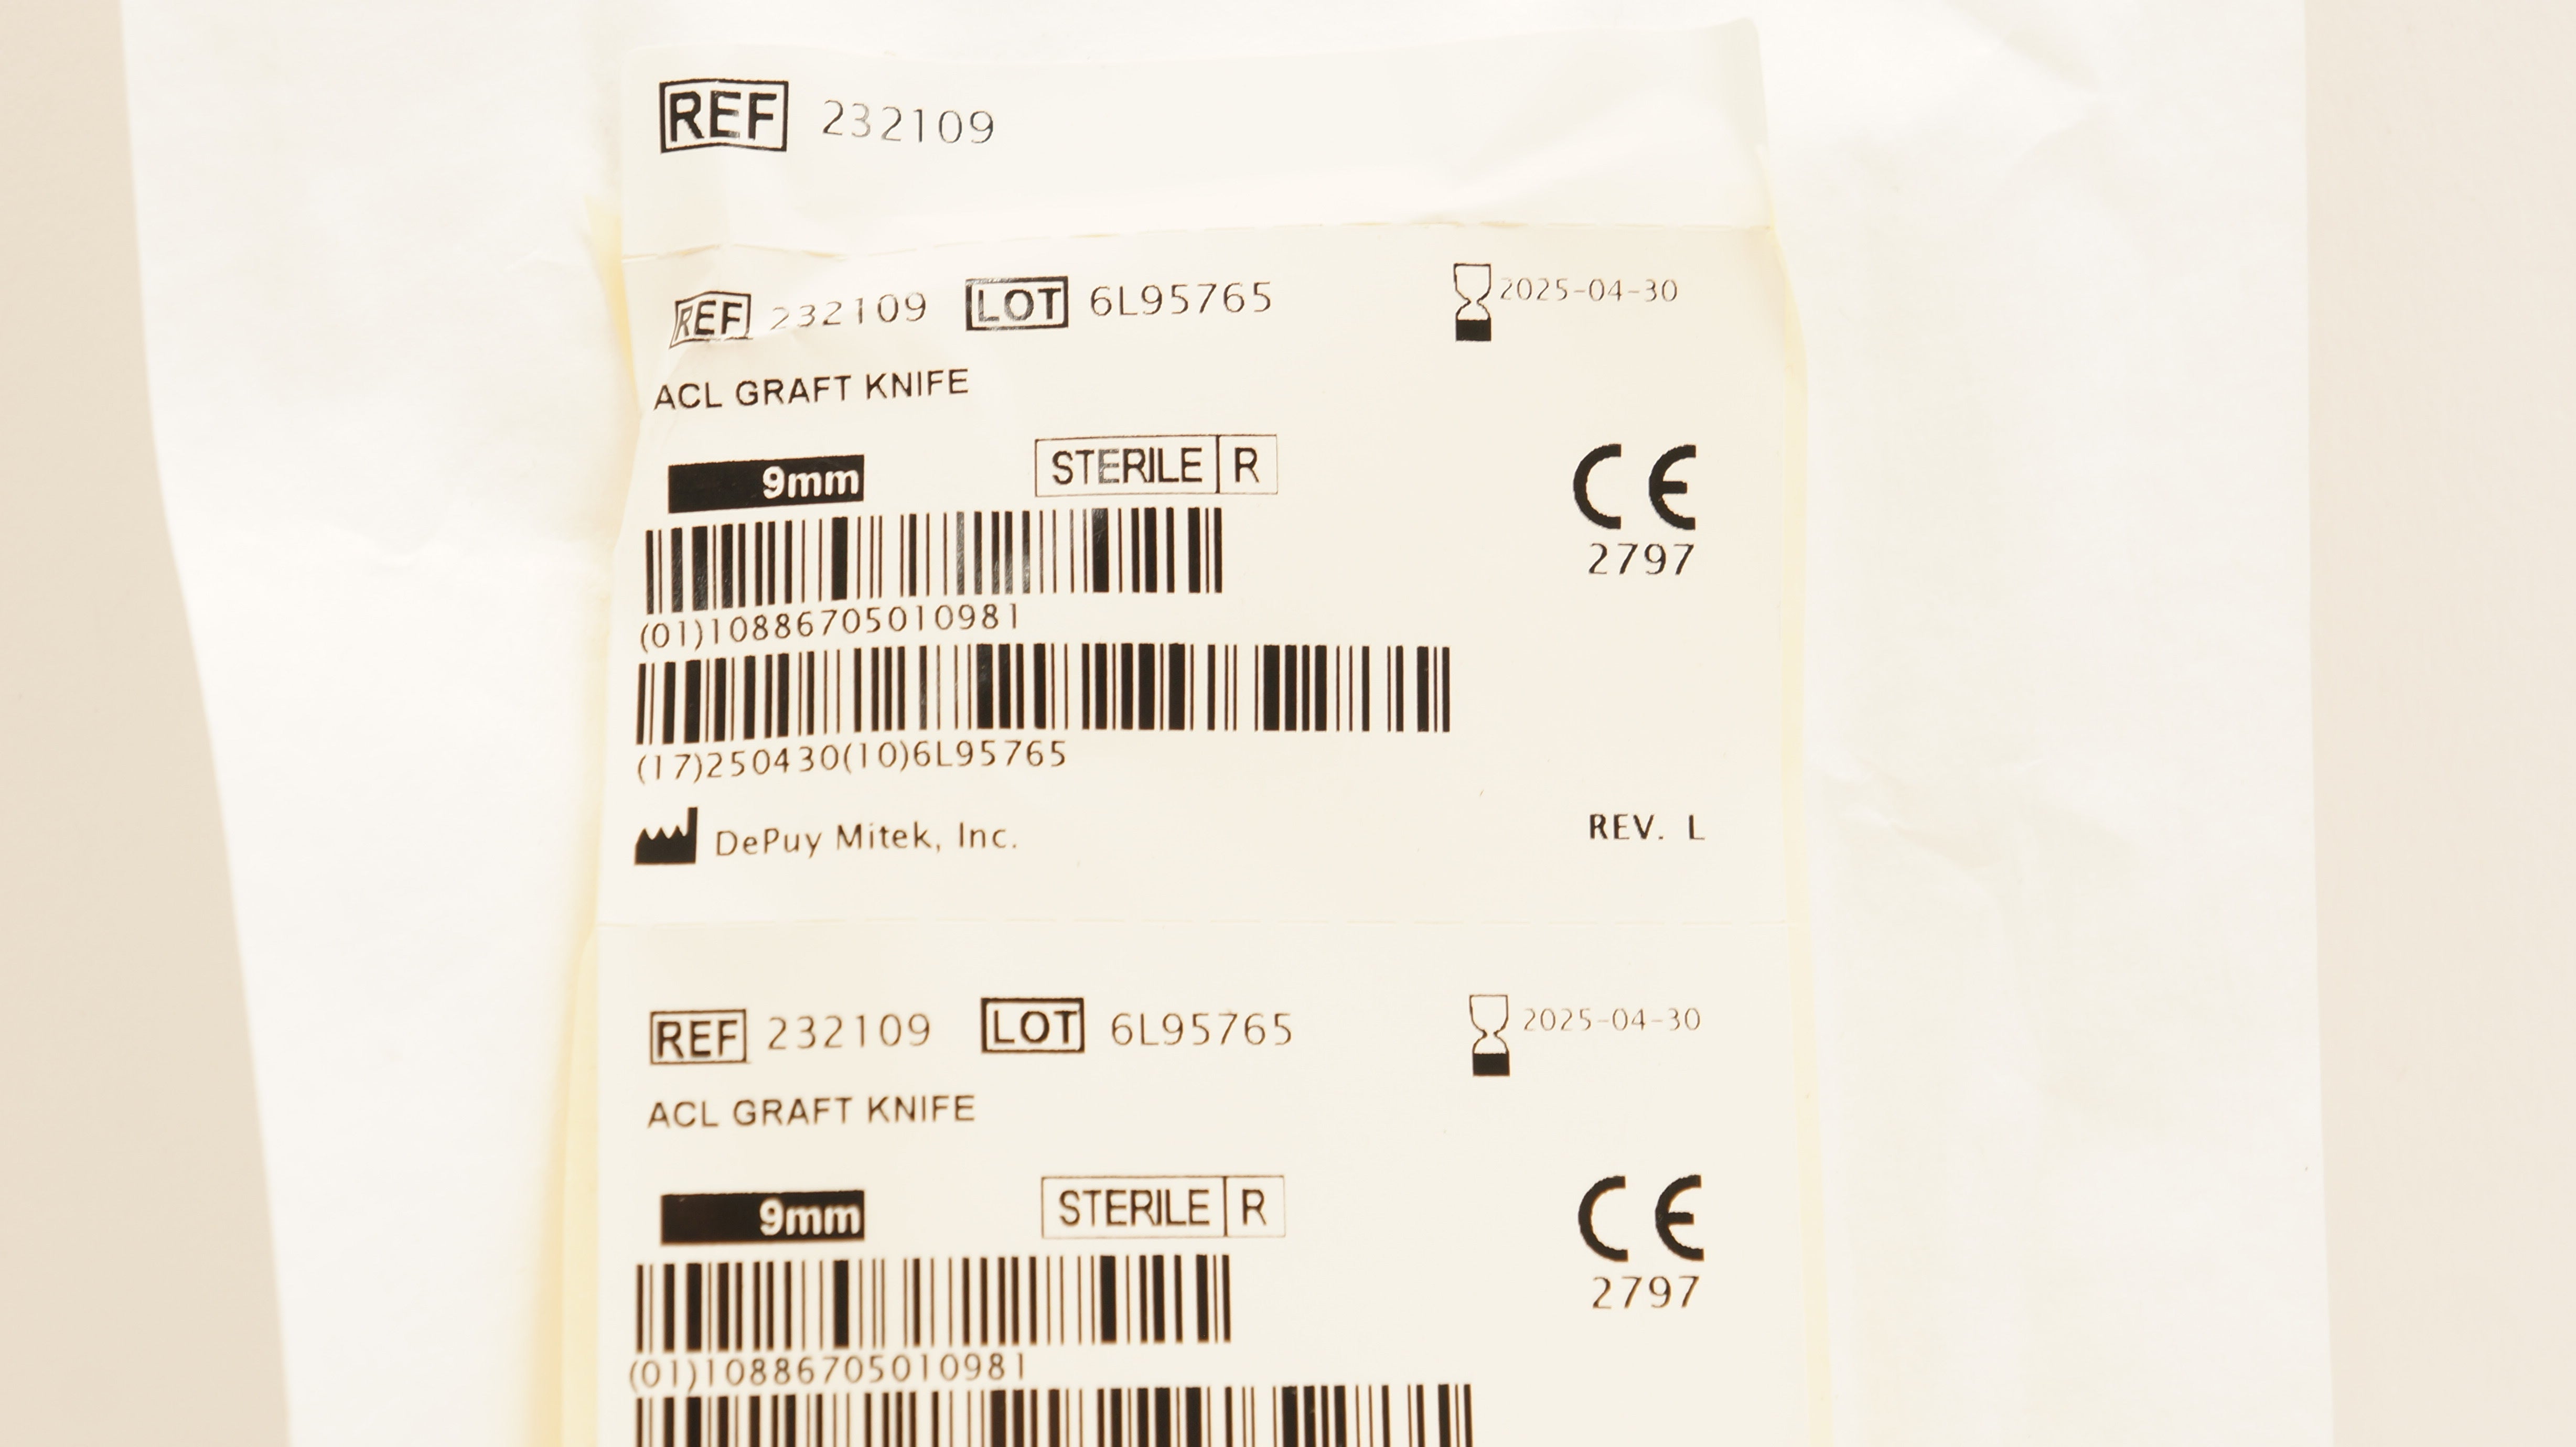 REF 232109
REF 232109 LOT 6L95765 2025-04-30
ACL GRAFT KNIFE
9mm STERILE R CE
2797
(01)10886705010981
(17)250430(10)6L95765
DePuy Mitek, Inc. REV. L
REF 232109 LOT 6L95765 2025-04-30
ACL GRAFT KNIFE
9mm STERILE R CE
2797
(01)10886705010981